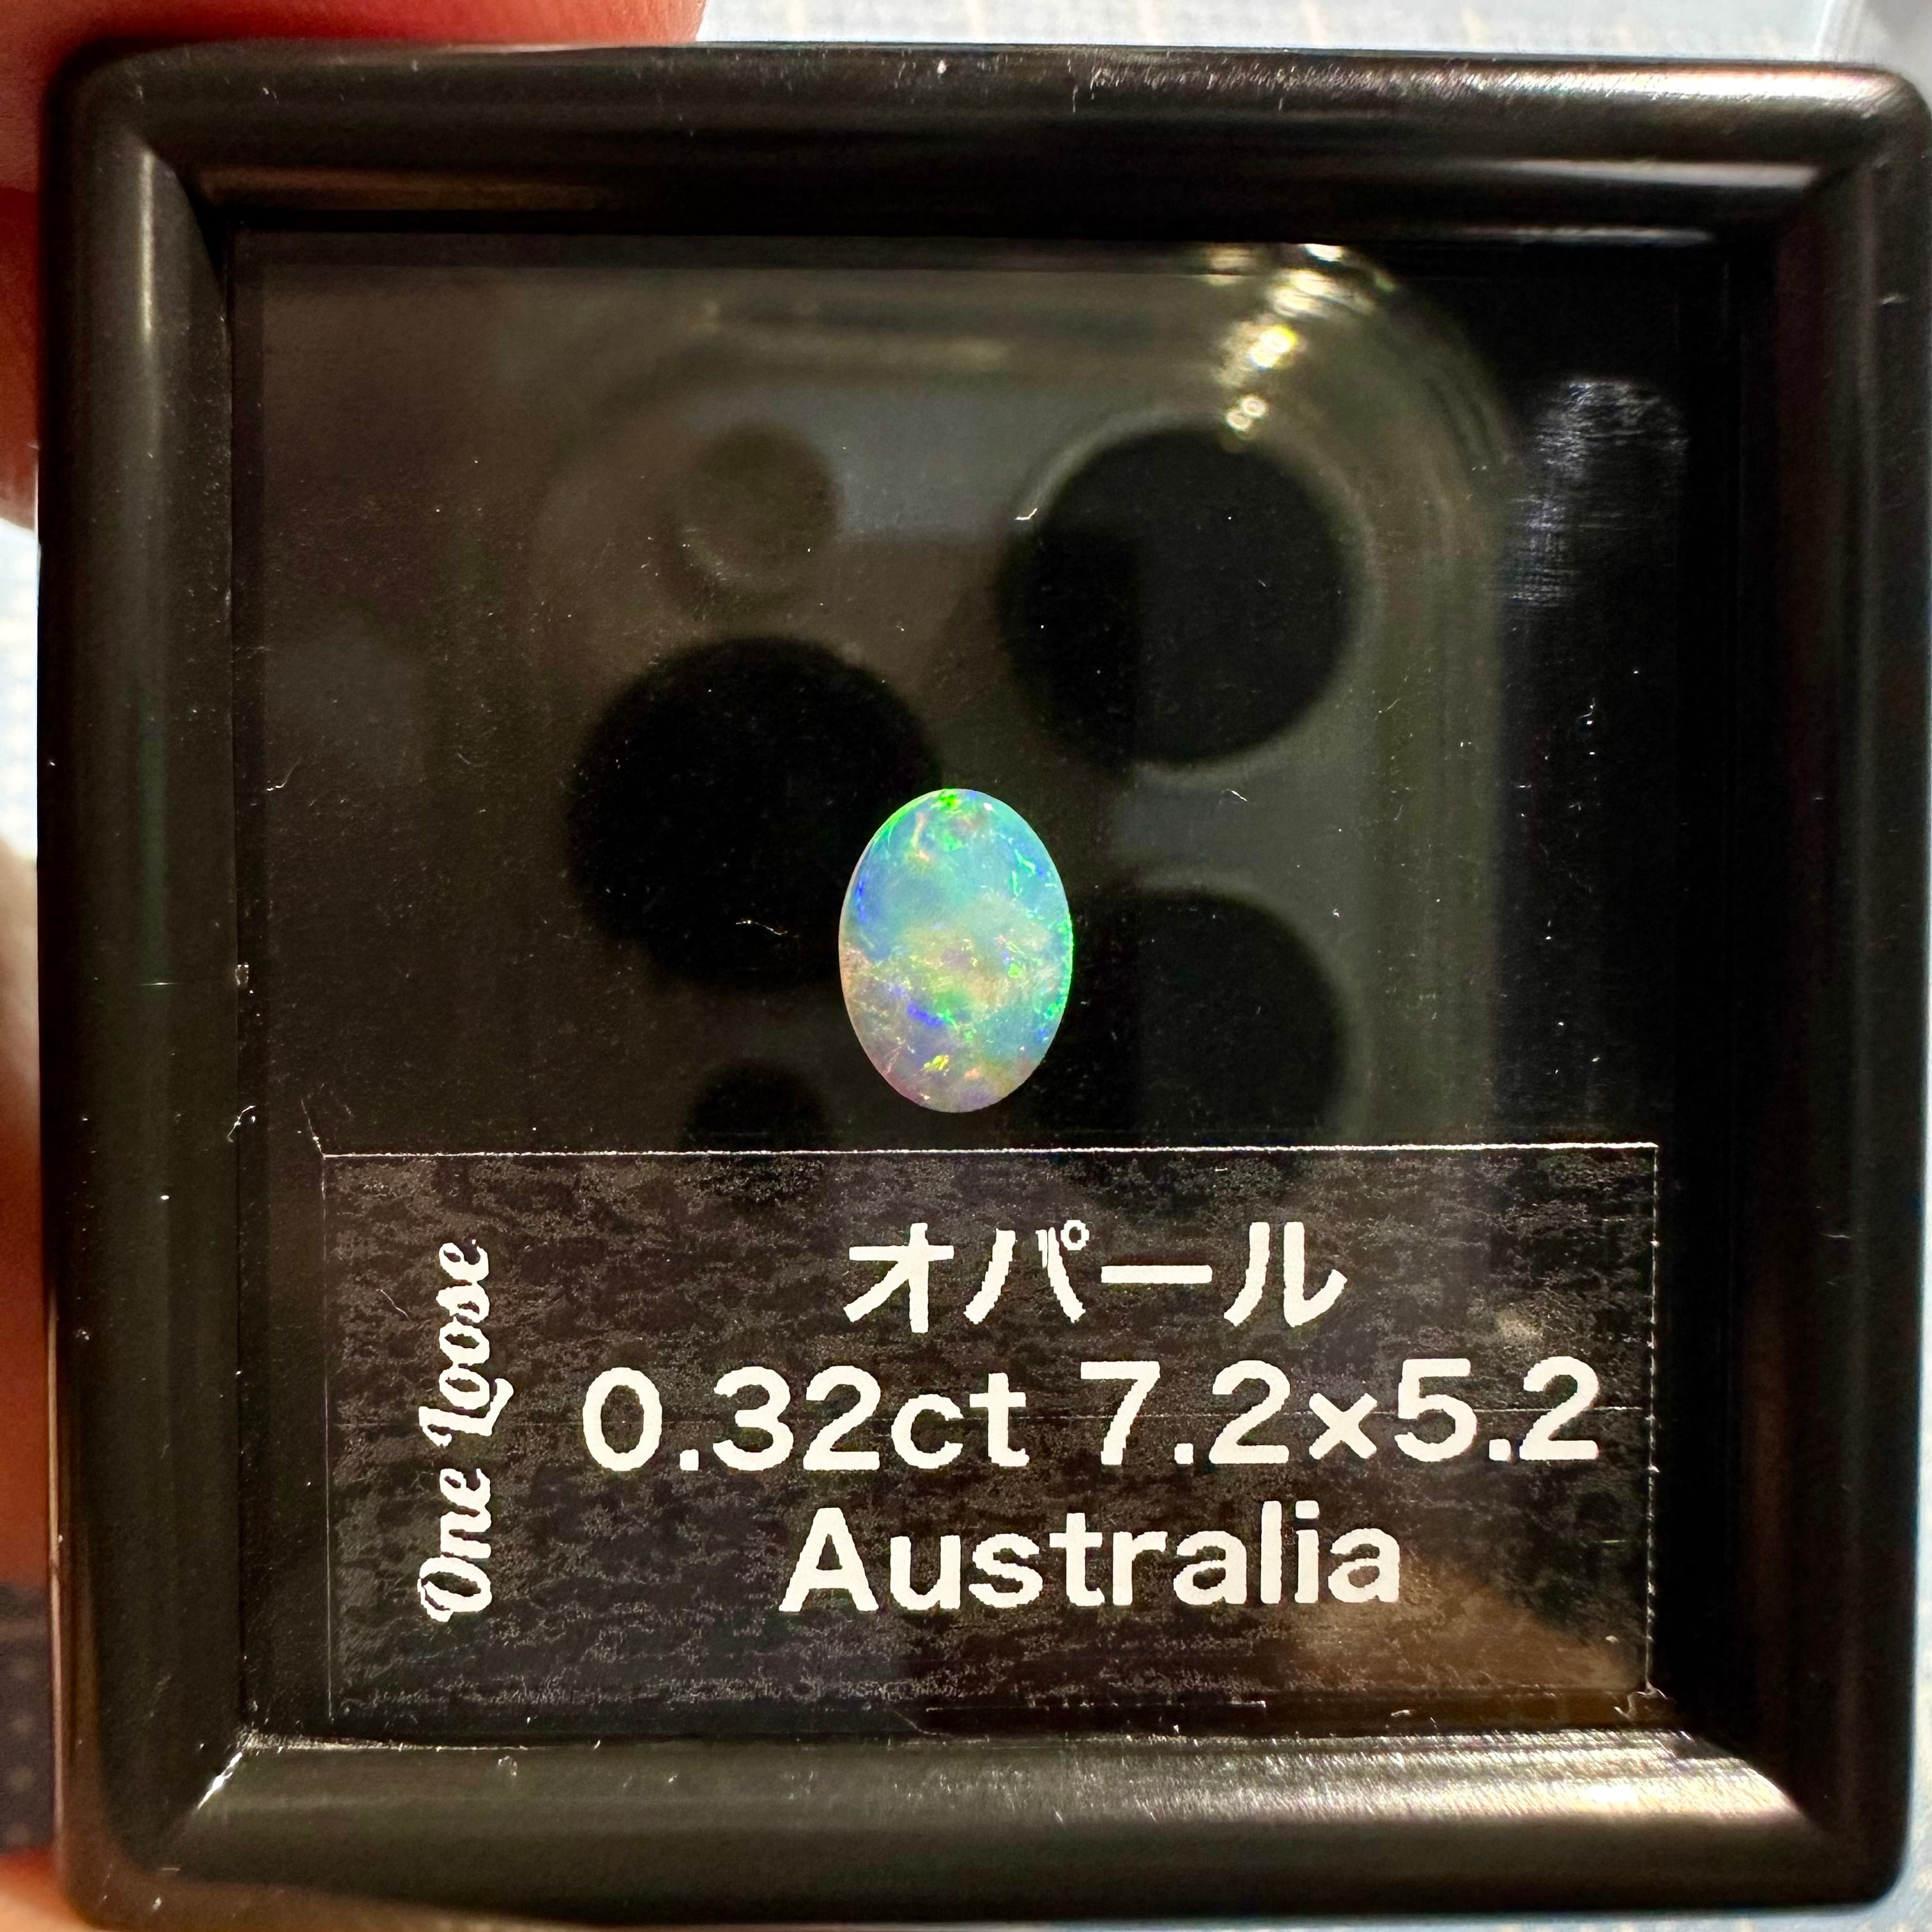 One Loose
オパール
0.32ct 7.2×5.2
Australia